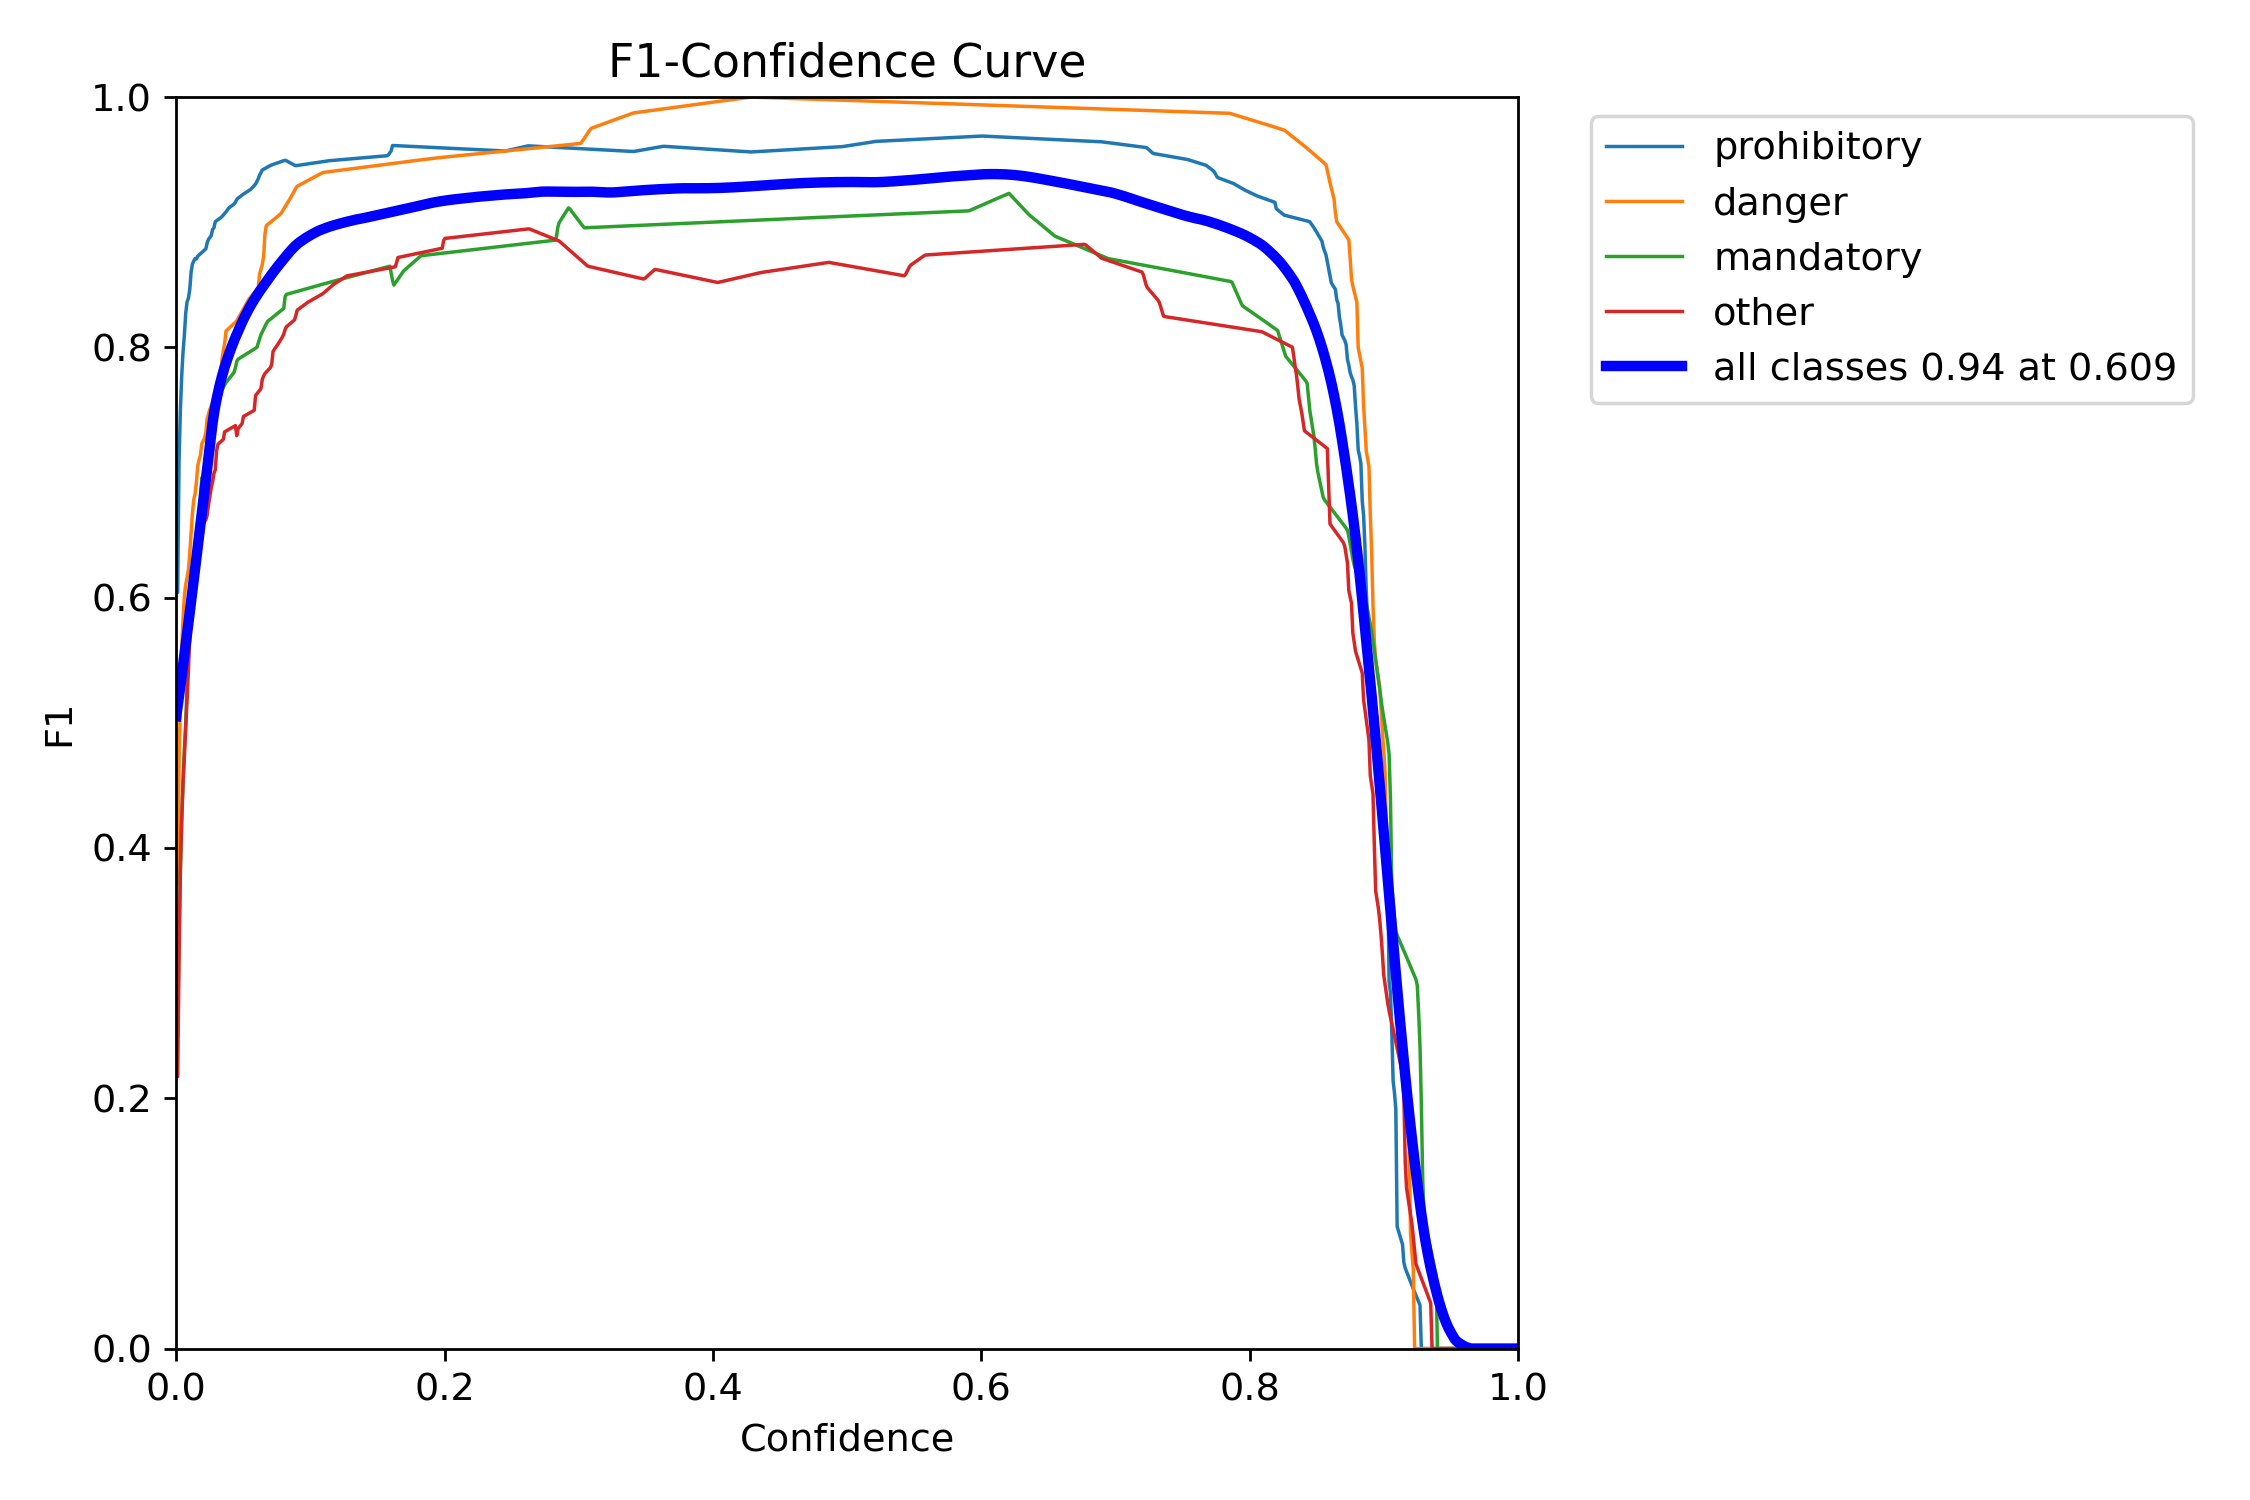 F1-Confidence Curve
1.0
0.8
0.6
0.4
0.2
0.0
F1
0.0 0.2 0.4 0.6 0.8 1.0
Confidence
prohibitory
danger
mandatory
other
all classes 0.94 at 0.609